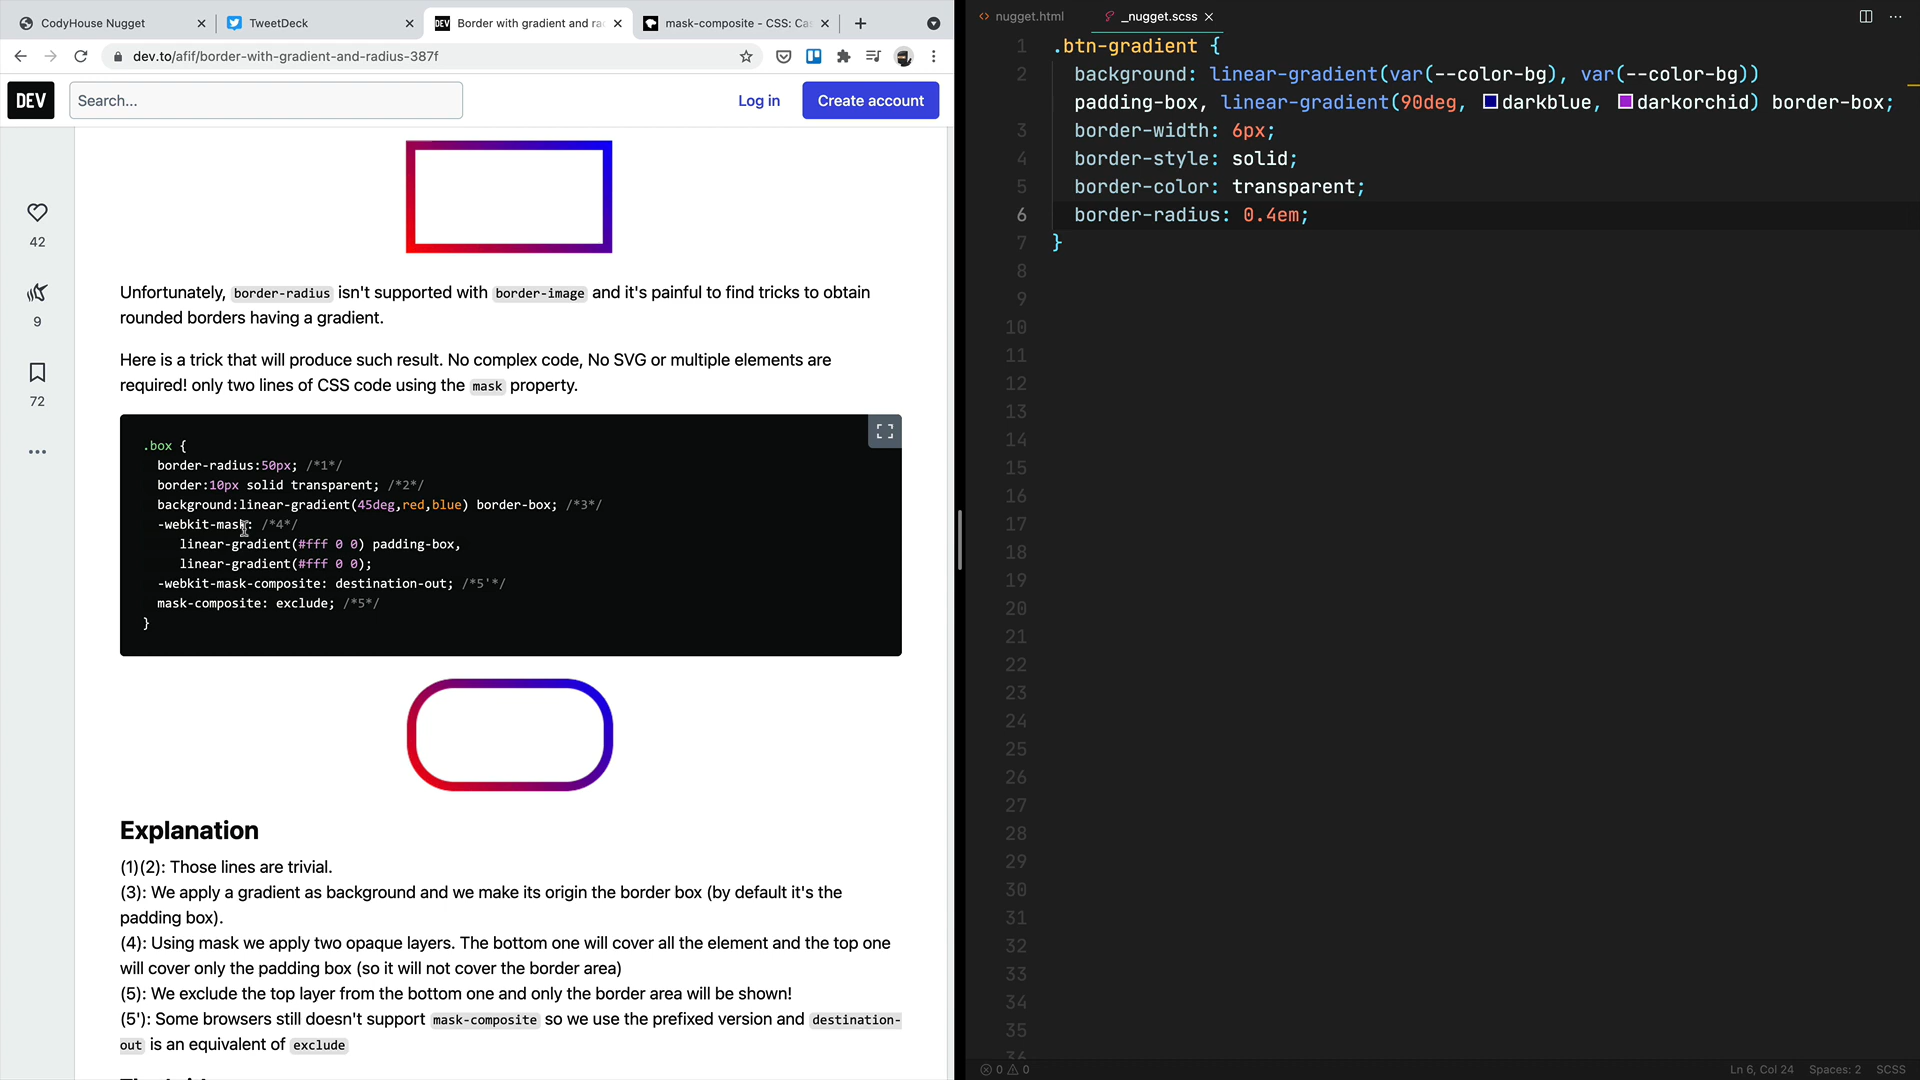 CodyHouse Nugget
TweetDeck
DEV Border with gradient and ra
mask-composite - CSS: Ca
dev.to/afif/border-with-gradient-and-radius-387f
DEV
Search...
Log in
Create account
42
9
72
Unfortunately, border-radius isn't supported with border-image and it's painful to find tricks to obtain
rounded borders having a gradient.
Here is a trick that will produce such result. No complex code, No SVG or multiple elements are
required! only two lines of CSS code using the mask property.
.box {
border-radius:50px; /*1*/
border:10px solid transparent; /*2*/
background:linear-gradient(45deg,red,blue) border-box; /*3*/
-webkit-mask: /*4*/
linear-gradient(#fff 0 0) padding-box,
linear-gradient(#fff 0 0);
-webkit-mask-composite: destination-out; /*5'*/
mask-composite: exclude; /*5*/
}
Explanation
(1)(2): Those lines are trivial.
(3): We apply a gradient as background and we make its origin the border box (by default it's the
padding box).
(4): Using mask we apply two opaque layers. The bottom one will cover all the element and the top one
will cover only the padding box (so it will not cover the border area)
(5): We exclude the top layer from the bottom one and only the border area will be shown!
(5'): Some browsers still doesn't support mask-composite so we use the prefixed version and destination-
out is an equivalent of exclude
nugget.html
_nugget.scss
1 .btn-gradient {
2 background: linear-gradient(var(--color-bg), var(--color-bg))
padding-box, linear-gradient(90deg, darkblue, darkorchid) border-box;
3 border-width: 6px;
4 border-style: solid;
5 border-color: transparent;
6 border-radius: 0.4em;
7 }
8
9
10
11
12
13
14
15
16
17
18
19
20
21
22
23
24
25
26
27
28
29
30
31
32
33
34
35
36
0 0
Ln 6, Col 24 Spaces: 2 SCSS